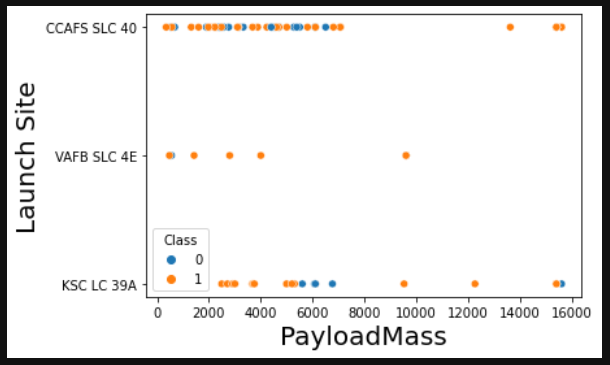 CCAFS SLC 40
VAFB SLC 4E
KSC LC 39A
Launch Site
Class
0
1
0 2000 4000 6000 8000 10000 12000 14000 16000
PayloadMass